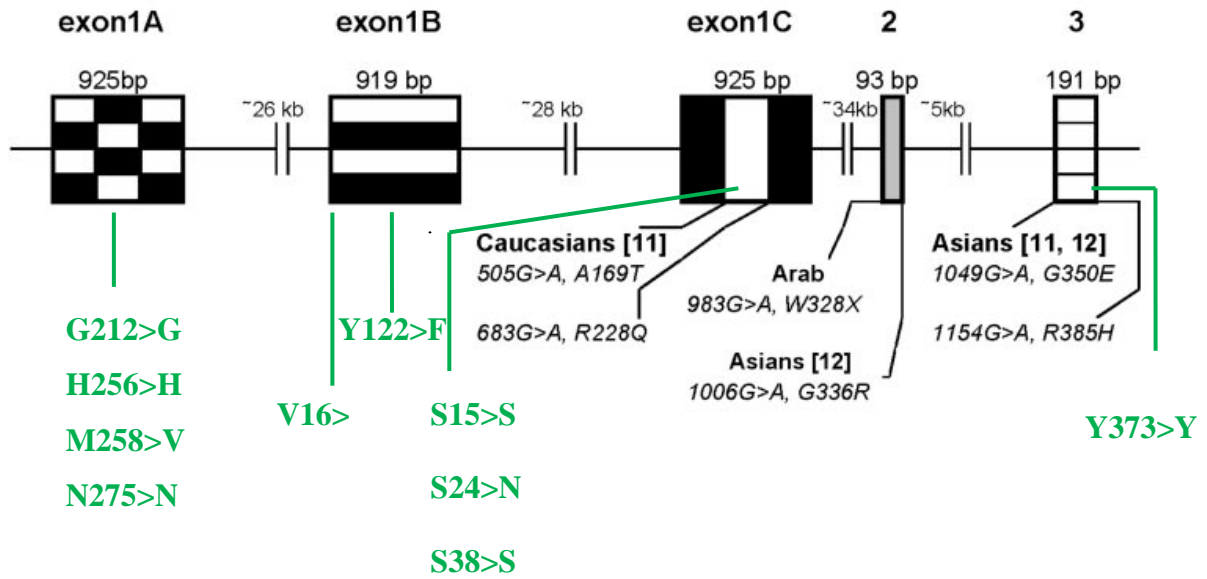 exon1A exon1B exon1C 2 3
925bp 919 bp 925 bp 93 bp 191 bp
~26 kb ~28 kb ~34kb ~5kb
Caucasians [11]
505G>A, A169T
683G>A, R228Q
Arab
983G>A, W328X
Asians [12]
1006G>A, G336R
Asians [11, 12]
1049G>A, G350E
1154G>A, R385H
G212>G
H256>H
M258>V
N275>N
V16>
Y122>F
S15>S
S24>N
S38>S
Y373>Y